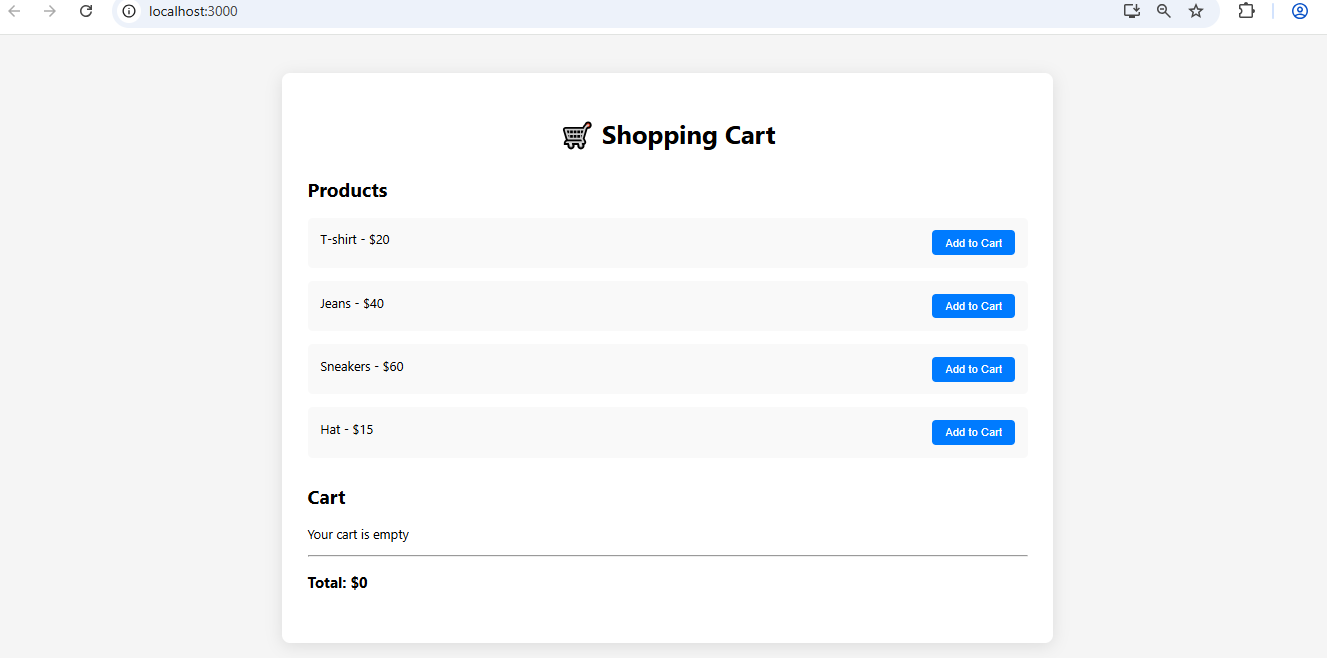 localhost:3000
Shopping Cart
Products
T-shirt - $20 Add to Cart
Jeans - $40 Add to Cart
Sneakers - $60 Add to Cart
Hat - $15 Add to Cart
Cart
Your cart is empty
Total: $0